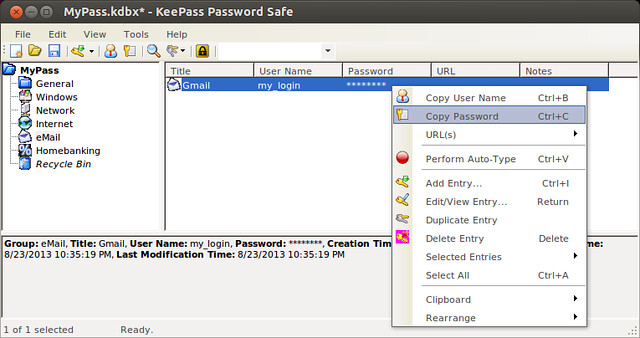 MyPass.kdbx* - KeePass Password Safe
File Edit View Tools Help
MyPass
General
Windows
Network
Internet
eMail
Homebanking
Recycle Bin
Title User Name Password URL Notes
Gmail my_login ********
Copy User Name Ctrl+B
Copy Password Ctrl+C
URL(s)
Perform Auto-Type Ctrl+V
Add Entry... Ctrl+I
Edit/View Entry... Return
Duplicate Entry
Delete Entry Delete
Selected Entries
Select All Ctrl+A
Clipboard
Rearrange
Group: eMail, Title: Gmail, User Name: my_login, Password: ********, Creation Tim me:
8/23/2013 10:35:19 PM, Last Modification Time: 8/23/2013 10:35:19 PM
1 of 1 selected Ready.